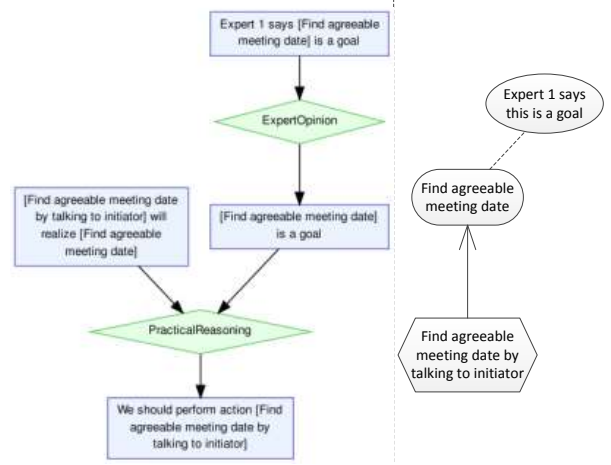 Expert 1 says [Find agreeable
meeting date] is a goal
ExpertOpinion
[Find agreeable meeting date
by talking to initiator] will
realize [Find agreeable
meeting date]
[Find agreeable meeting date]
is a goal
PracticalReasoning
We should perform action [Find
agreeable meeting date by
talking to initiator]
Expert 1 says
this is a goal
Find agreeable
meeting date
Find agreeable
meeting date by
talking to initiator